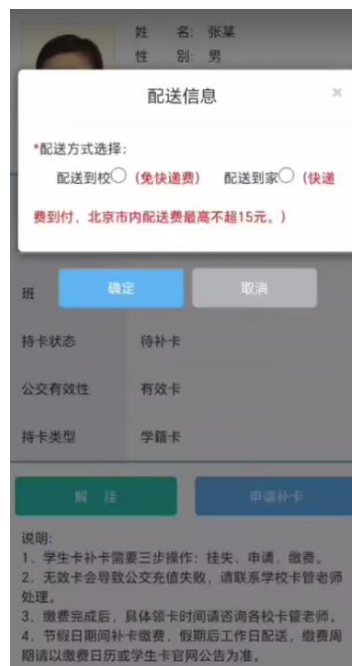 姓 名: 张某
性 别: 男
配送信息
×
*配送方式选择:
配送到校 (免快递费) 配送到家 (快递
费到付，北京市内配送费最高不超15元。)
班
确定
取消
持卡状态 待补卡
公交有效性 有效卡
持卡类型 学籍卡
解 挂
申请补卡
说明:
1、学生卡补卡需要三步操作: 挂失、申请、缴费。
2、无效卡会导致公交充值失败，请联系学校卡管老师
处理。
3、缴费完成后，具体领卡时间请咨询各校卡管老师。
4、节假日期间补卡缴费，假期后工作日配送，缴费周
期请以缴费日历或学生卡官网公告为准。